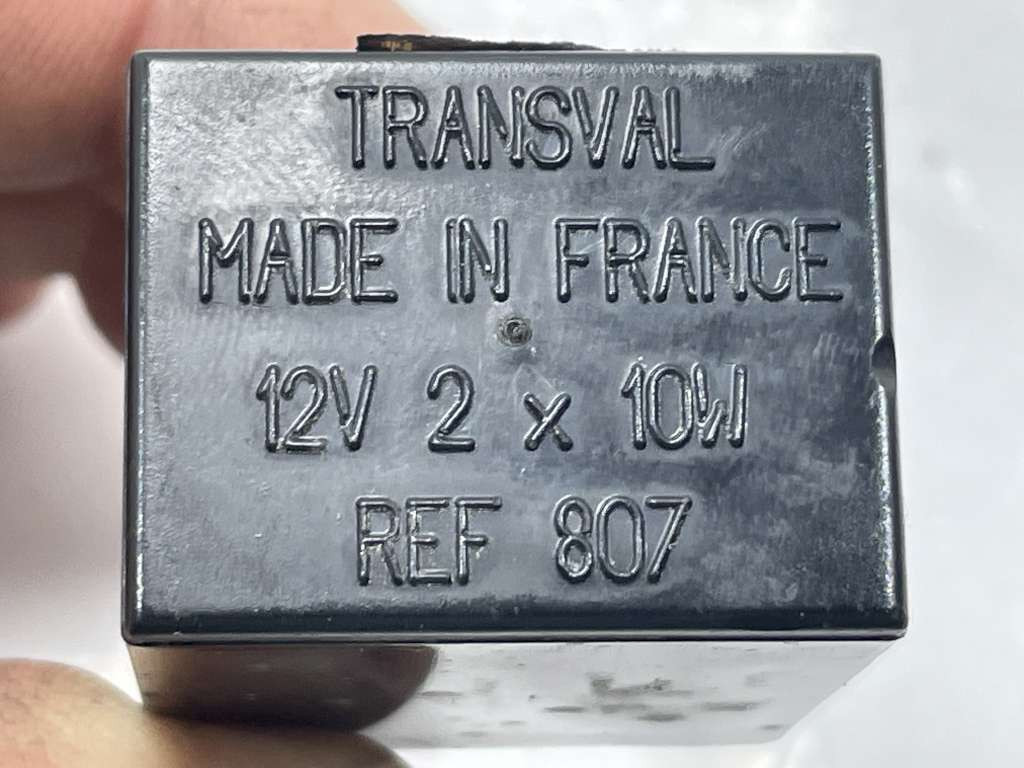 TRANSVAL
MADE IN FRANCE
12V 2 x 10W
REF 807